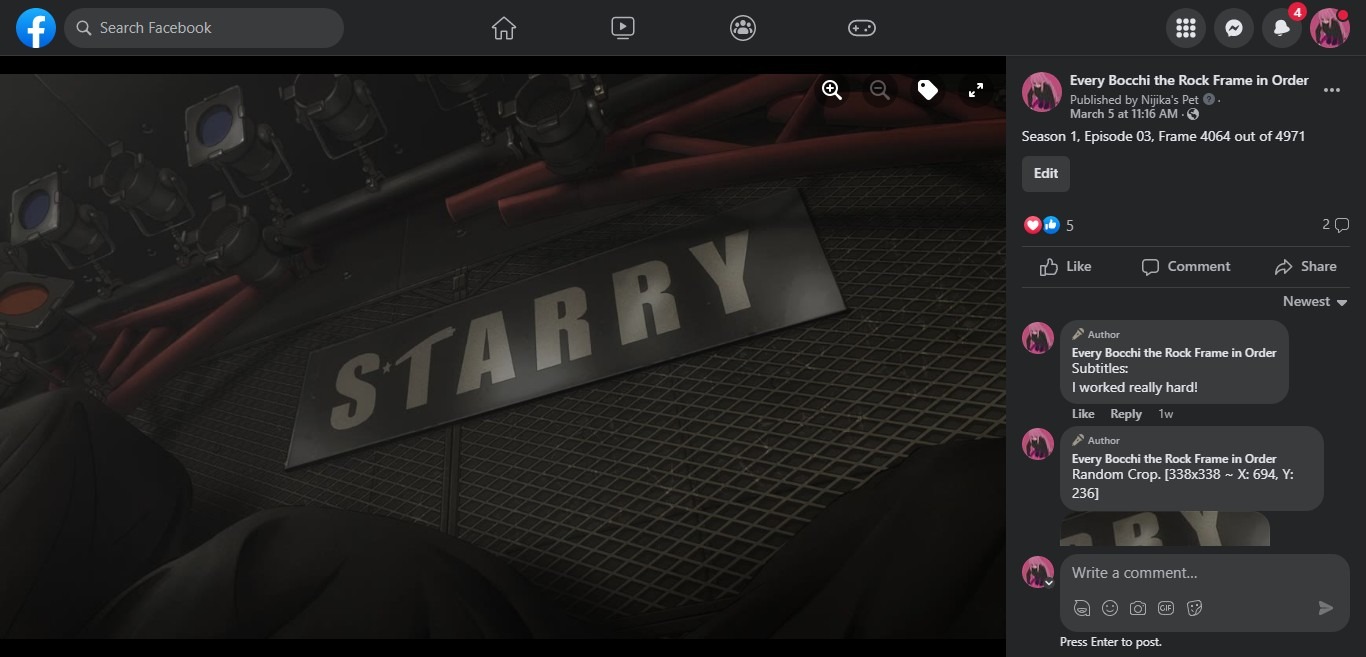 Search Facebook
4
STARRY
Every Bocchi the Rock Frame in Order
Published by Nijika's Pet ·
March 5 at 11:16 AM ·
Season 1, Episode 03, Frame 4064 out of 4971
Edit
5
2
Like
Comment
Share
Newest
Author
Every Bocchi the Rock Frame in Order
Subtitles:
I worked really hard!
Like
Reply
1w
Author
Every Bocchi the Rock Frame in Order
Random Crop. [338x338 ~ X: 694, Y:
236]
Write a comment...
GIF
Press Enter to post.